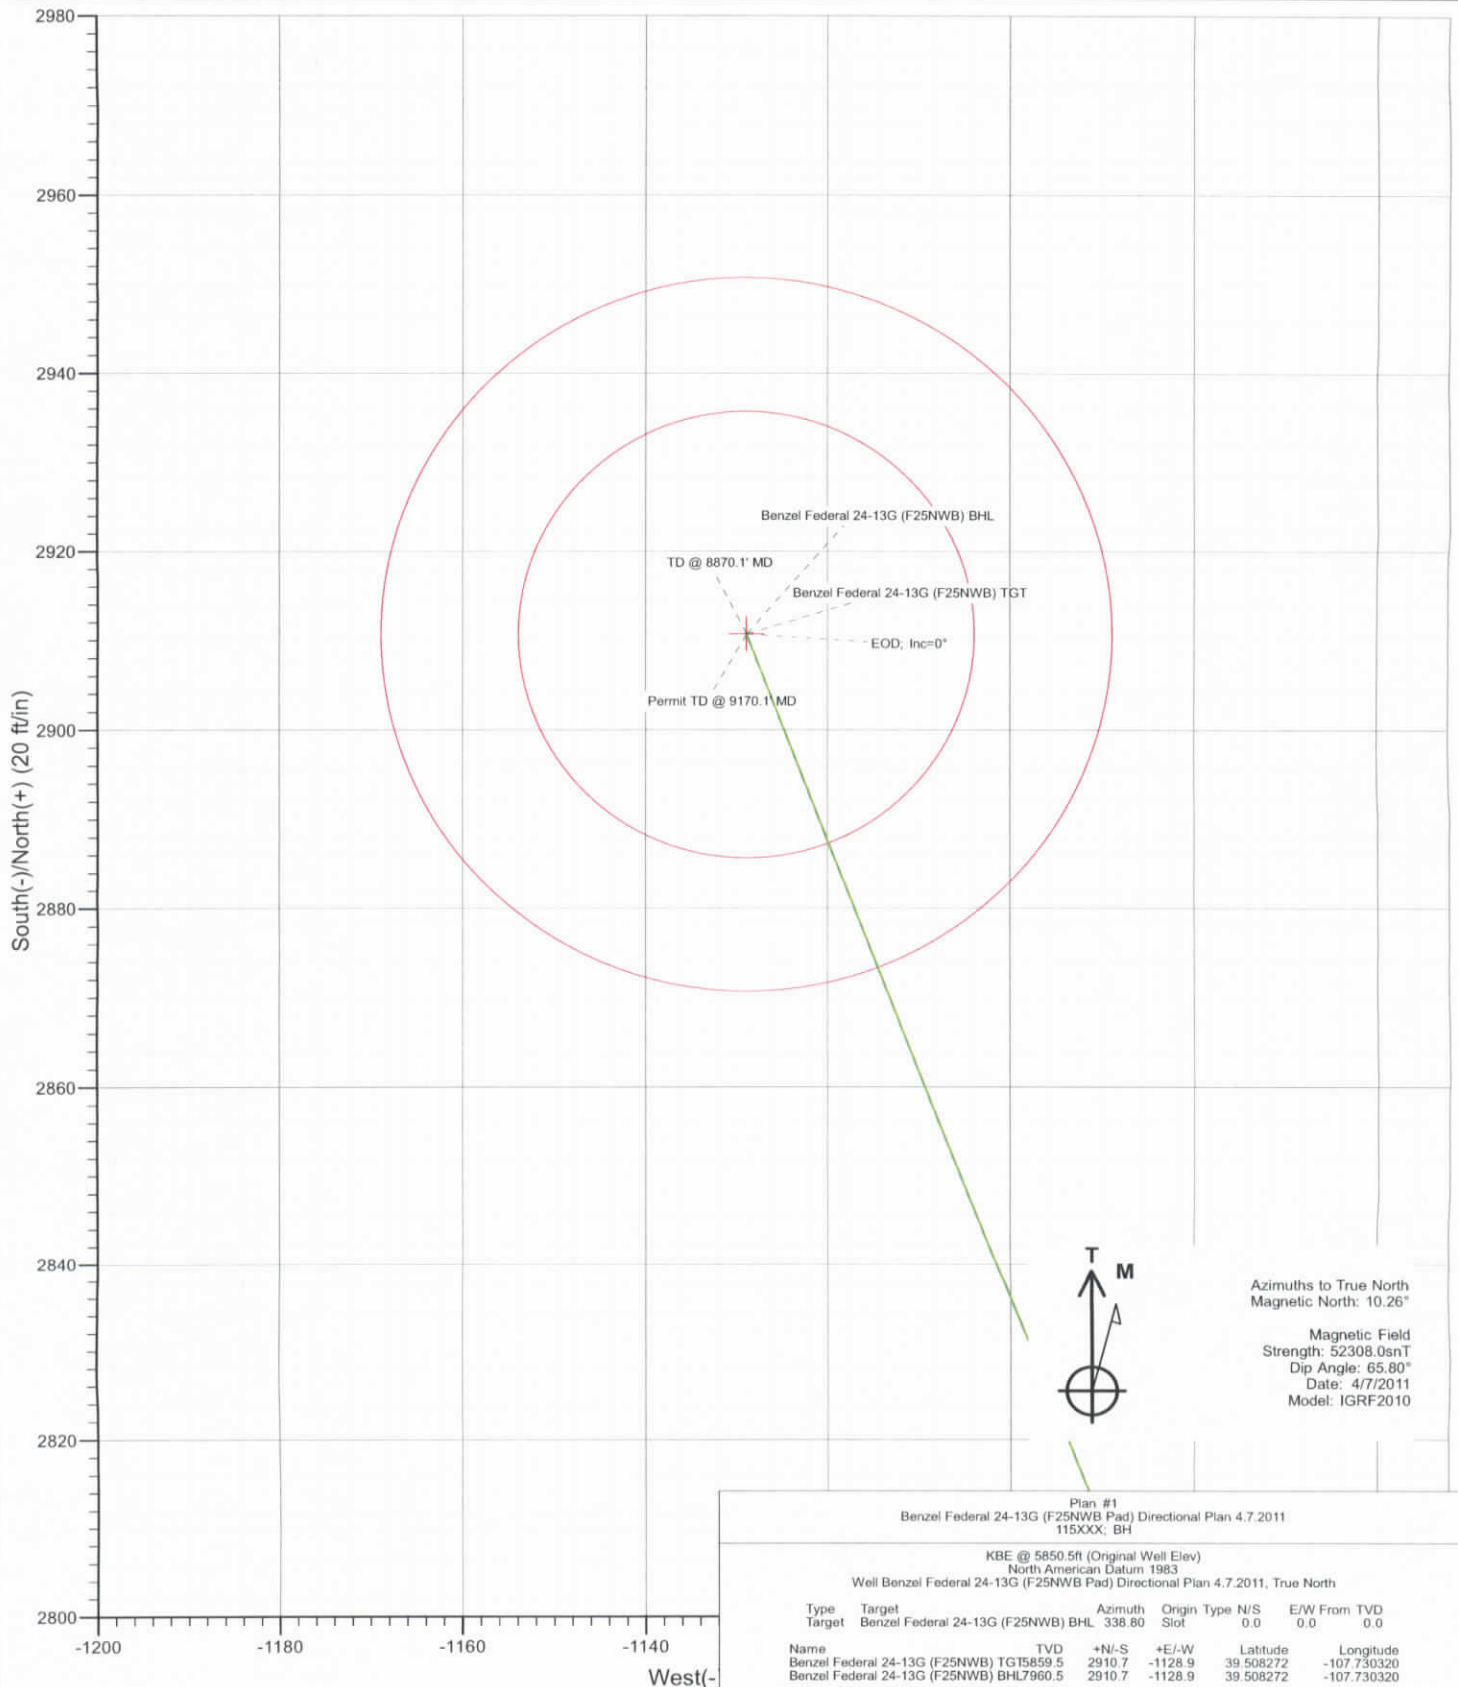 2980
2960
2940
2920
2900
2880
2860
2840
2820
2800
South(-)/North(+) (20 ft/in)
Benzel Federal 24-13G (F25NWB) BHL
TD @ 8870.1' MD
Benzel Federal 24-13G (F25NWB) TGT
EOD; Inc=0°
Permit TD @ 9170.1' MD
T
M
Azimuths to True North
Magnetic North: 10.26°
Magnetic Field
Strength: 52308.0snT
Dip Angle: 65.80°
Date: 4/7/2011
Model: IGRF2010
Plan #1
Benzel Federal 24-13G (F25NWB Pad) Directional Plan 4.7.2011
115XXX; BH
KBE @ 5850.5ft (Original Well Elev)
North American Datum 1983
Well Benzel Federal 24-13G (F25NWB Pad) Directional Plan 4.7.2011, True North
Type Target Azimuth Origin Type N/S E/W From TVD
Target Benzel Federal 24-13G (F25NWB) BHL 338.80 Slot 0.0 0.0 0.0
Name TVD +N/-S +E/-W Latitude Longitude
Benzel Federal 24-13G (F25NWB) TGT5859.5 2910.7 -1128.9 39.508272 -107.730320
Benzel Federal 24-13G (F25NWB) BHL7960.5 2910.7 -1128.9 39.508272 -107.730320
-1200 -1180 -1160 -1140
West(-